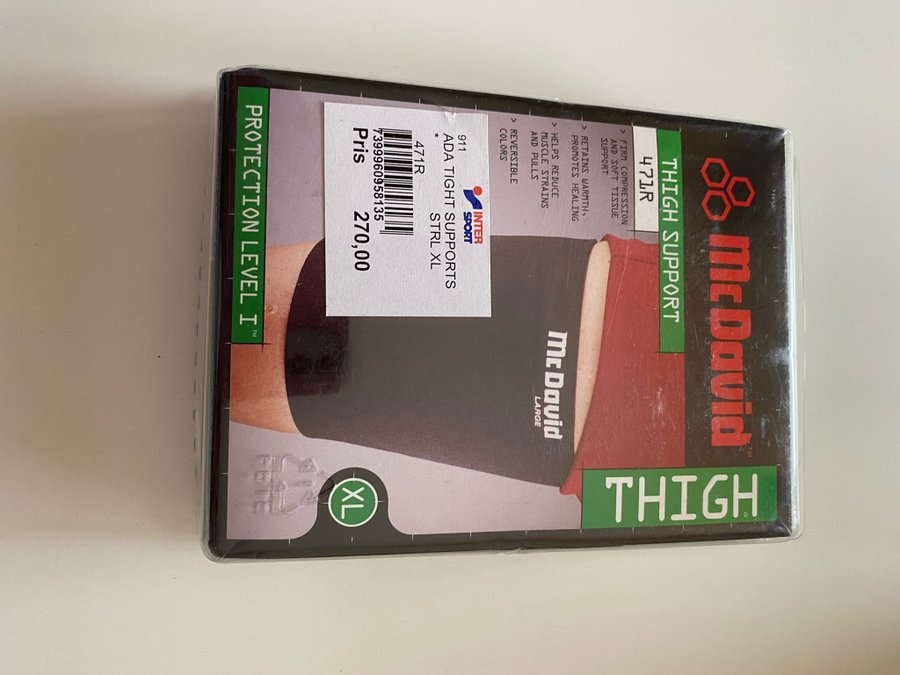 McDavid™
THIGH SUPPORT
471R
> FIRM COMPRESSION
AND SOFT TISSUE
SUPPORT
> RETAINS WARMTH,
PROMOTES HEALING
> HELPS REDUCE
MUSCLE STRAINS
AND PULLS
> REVERSIBLE
COLORS
INTER
SPORT
911
ADA TIGHT SUPPORTS
*
STRL XL
471R
7399960958135
Pris 270,00
McDavid
LARGE
THIGH
PROTECTION LEVEL I™
XL